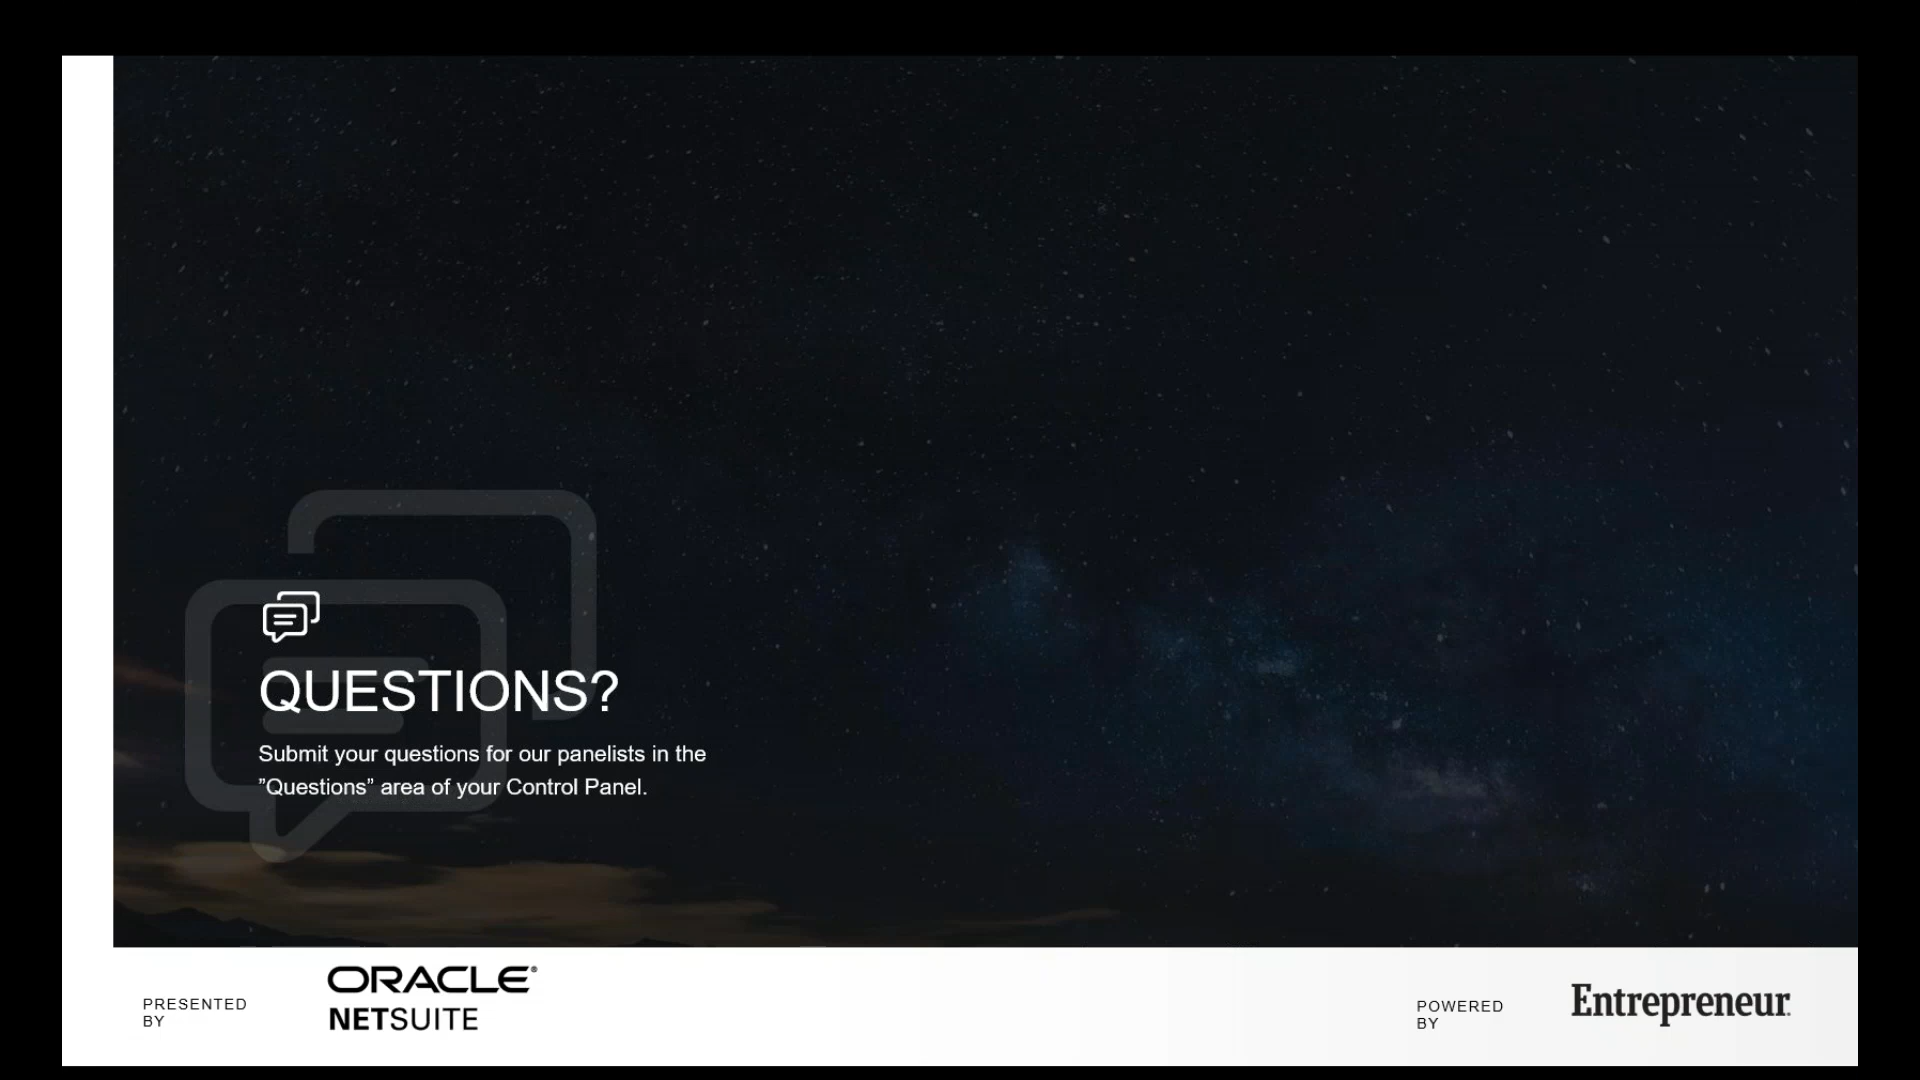 QUESTIONS?
Submit your questions for our panelists in the
”Questions” area of your Control Panel.
PRESENTED
BY
ORACLE®
NETSUITE
POWERED
BY
Entrepreneur